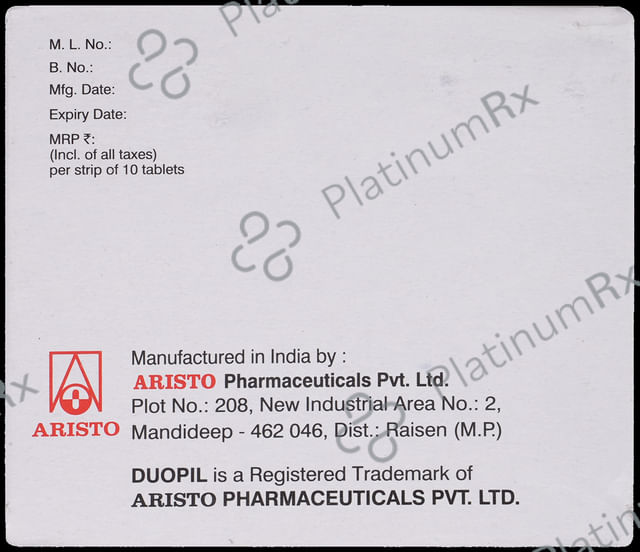 M. L. No.:
B. No.:
Mfg. Date:
Expiry Date:
MRP ₹:
(Incl. of all taxes)
per strip of 10 tablets
PlatinumRx
PlatinumRx
Manufactured in India by :
ARISTO Pharmaceuticals Pvt. Ltd.
Plot No.: 208, New Industrial Area No.: 2,
Mandideep - 462 046, Dist.: Raisen (M.P.)
ARISTO
DUOPIL is a Registered Trademark of
ARISTO PHARMACEUTICALS PVT. LTD.